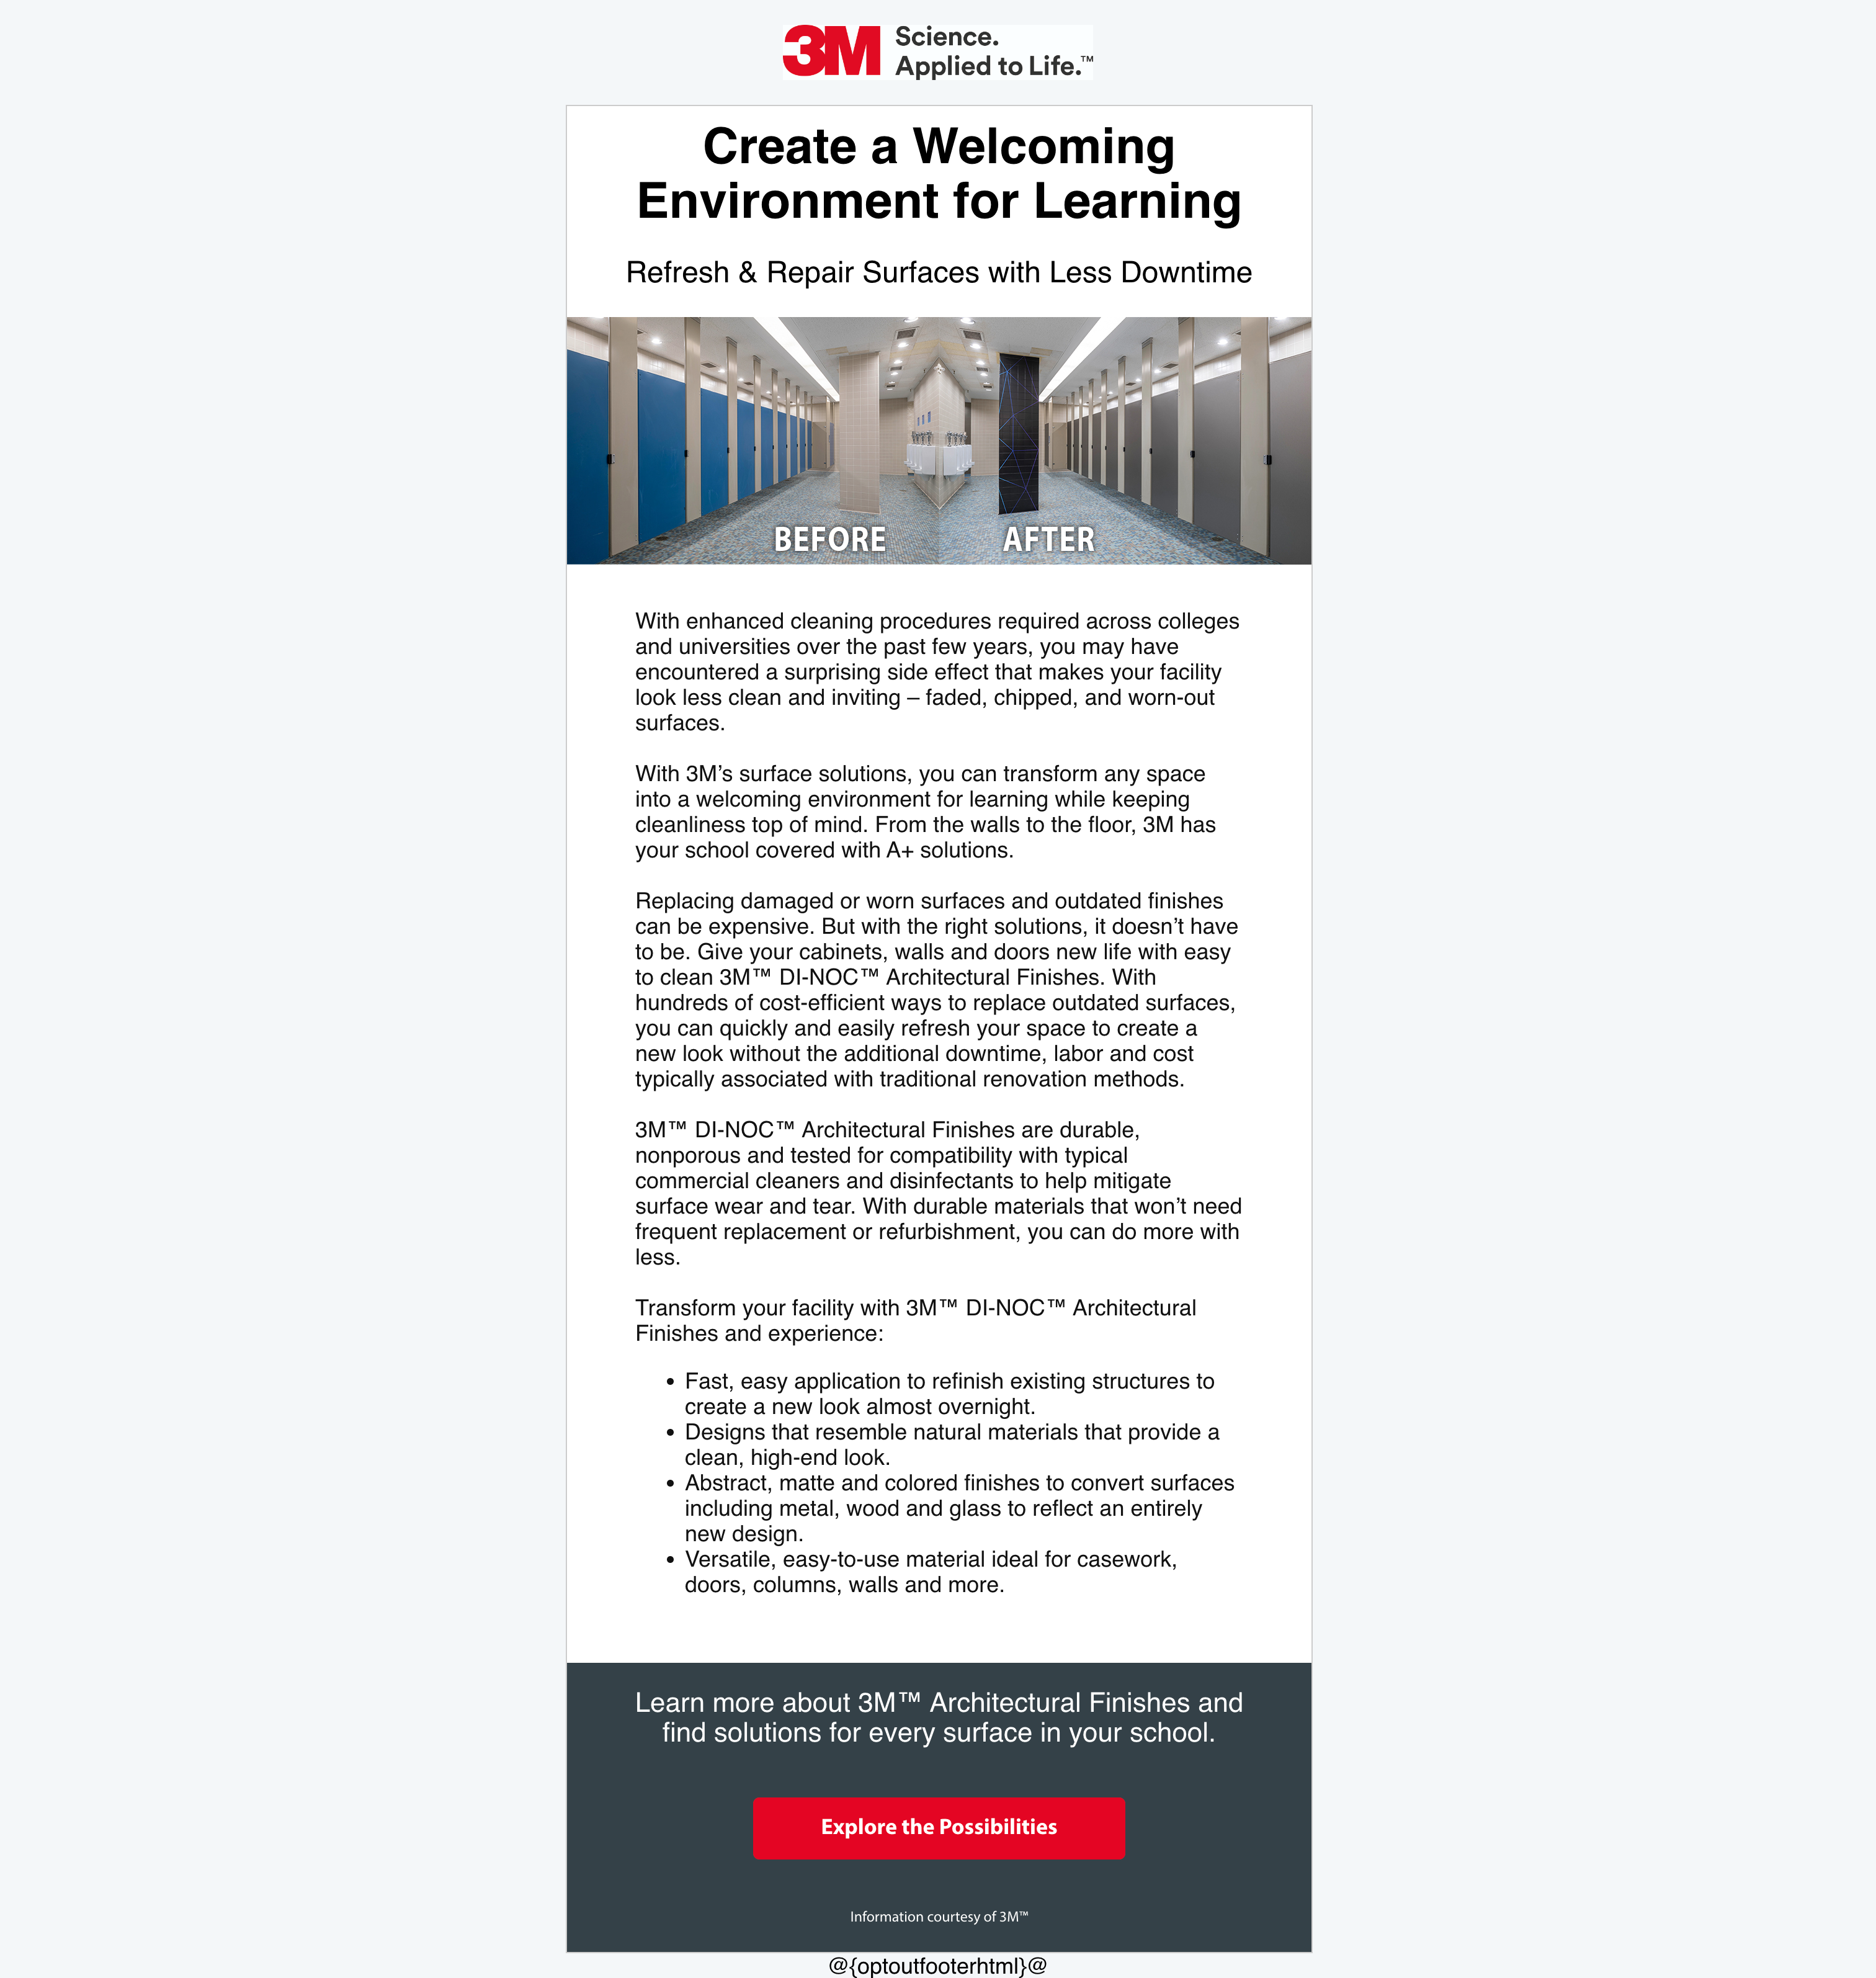 3M Science.
Applied to Life.™
Create a Welcoming
Environment for Learning
Refresh & Repair Surfaces with Less Downtime
BEFORE AFTER
With enhanced cleaning procedures required across colleges
and universities over the past few years, you may have
encountered a surprising side effect that makes your facility
look less clean and inviting – faded, chipped, and worn-out
surfaces.
With 3M’s surface solutions, you can transform any space
into a welcoming environment for learning while keeping
cleanliness top of mind. From the walls to the floor, 3M has
your school covered with A+ solutions.
Replacing damaged or worn surfaces and outdated finishes
can be expensive. But with the right solutions, it doesn’t have
to be. Give your cabinets, walls and doors new life with easy
to clean 3M™ DI-NOC™ Architectural Finishes. With
hundreds of cost-efficient ways to replace outdated surfaces,
you can quickly and easily refresh your space to create a
new look without the additional downtime, labor and cost
typically associated with traditional renovation methods.
3M™ DI-NOC™ Architectural Finishes are durable,
nonporous and tested for compatibility with typical
commercial cleaners and disinfectants to help mitigate
surface wear and tear. With durable materials that won’t need
frequent replacement or refurbishment, you can do more with
less.
Transform your facility with 3M™ DI-NOC™ Architectural
Finishes and experience:
• Fast, easy application to refinish existing structures to
create a new look almost overnight.
• Designs that resemble natural materials that provide a
clean, high-end look.
• Abstract, matte and colored finishes to convert surfaces
including metal, wood and glass to reflect an entirely
new design.
• Versatile, easy-to-use material ideal for casework,
doors, columns, walls and more.
Learn more about 3M™ Architectural Finishes and
find solutions for every surface in your school.
Explore the Possibilities
Information courtesy of 3M™
@{optoutfooterhtml}@